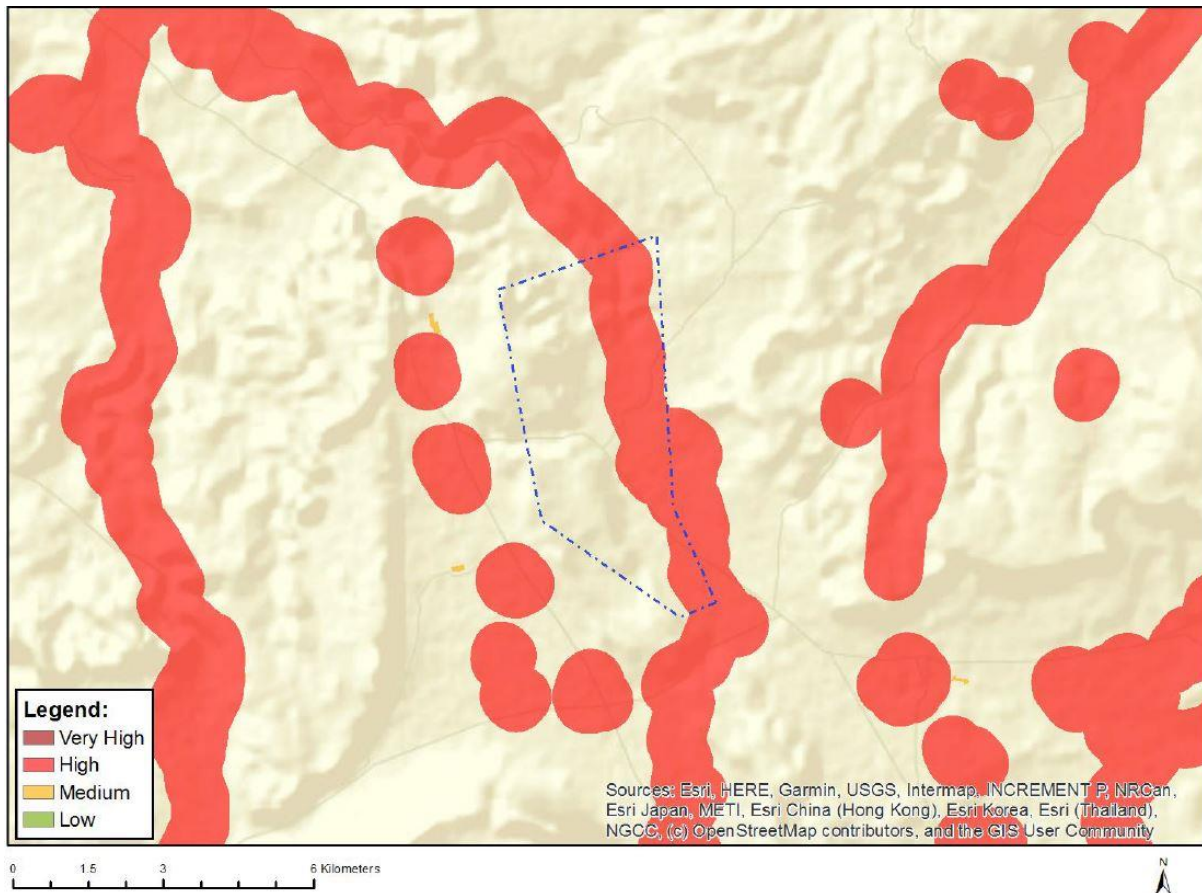 Legend:
Very High
High
Medium
Low
Sources: Esri, HERE, Garmin, USGS, Intermap, INCREMENT P, NRCan,
Esri Japan, METI, Esri China (Hong Kong), Esri Korea, Esri (Thailand),
NGCC, (c) OpenStreetMap contributors, and the GIS User Community
0 1.5 3 6 Kilometers
N